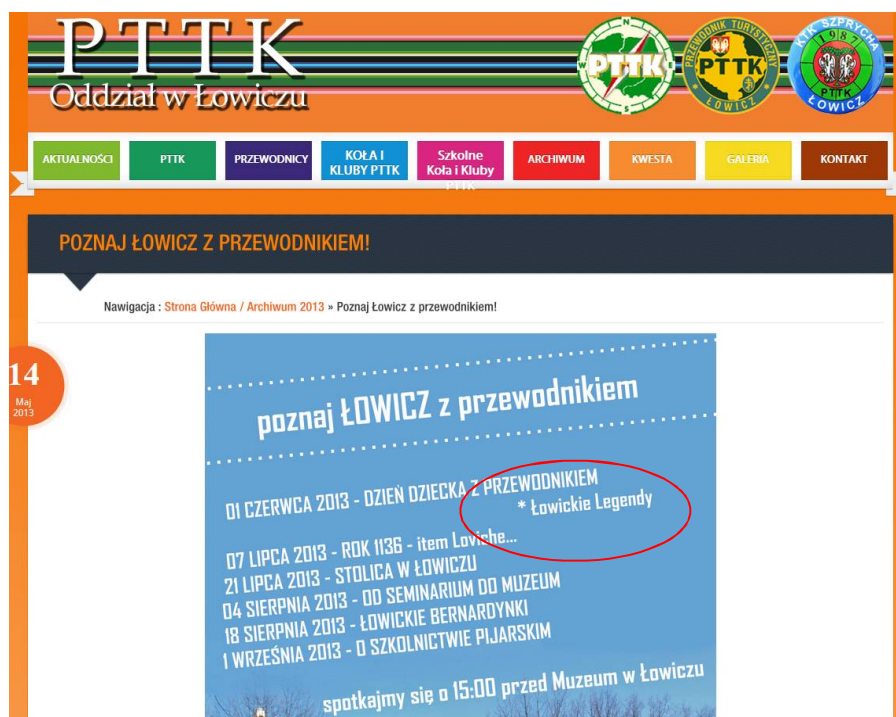 PTTK
Oddział w Łowiczu
PTTK
PRZEWODNIK TURYSTYCZNY
PTTK
ŁOWICZ
KTK SZPRYCHA
1987
PTTK
ŁOWICZ
AKTUALNOŚCI
PTTK
PRZEWODNICY
KOŁA I
KLUBY PTTK
Szkolne
Koła i Kluby
PTTK
ARCHIWUM
KWESTA
GALERIA
KONTAKT
POZNAJ ŁOWICZ Z PRZEWODNIKIEM!
Nawigacja : Strona Główna / Archiwum 2013 » Poznaj Łowicz z przewodnikiem!
14
Maj
2013
poznaj ŁOWICZ z przewodnikiem
01 CZERWCA 2013 - DZIEŃ DZIECKA Z PRZEWODNIKIEM
* Łowickie Legendy
07 LIPCA 2013 - ROK 1136 - item Loviche...
21 LIPCA 2013 - STOLICA W ŁOWICZU
04 SIERPNIA 2013 - OD SEMINARIUM DO MUZEUM
18 SIERPNIA 2013 - ŁOWICKIE BERNARDYNKI
1 WRZEŚNIA 2013 - O SZKOLNICTWIE PIJARSKIM
spotkajmy się o 15:00 przed Muzeum w Łowiczu